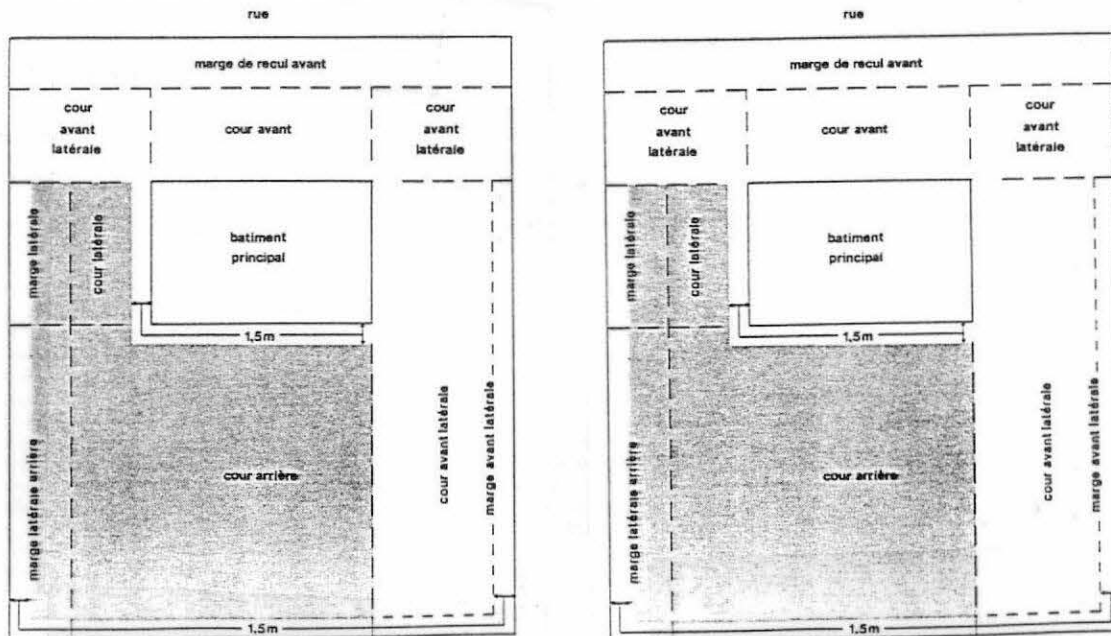 rue
marge de recul avant
cour
avant
latérale
cour avant
cour
avant
latérale
marge latérale
cour latérale
batiment
principal
1,5m
marge latérale arrière
cour arrière
cour avant latérale
marge avant latérale
1,5m
rue
marge de recul avant
cour
avant
latérale
cour avant
cour
avant
latérale
marge latérale
cour latérale
batiment
principal
1,5m
marge latérale arrière
cour arrière
cour avant latérale
marge avant latérale
1,5m